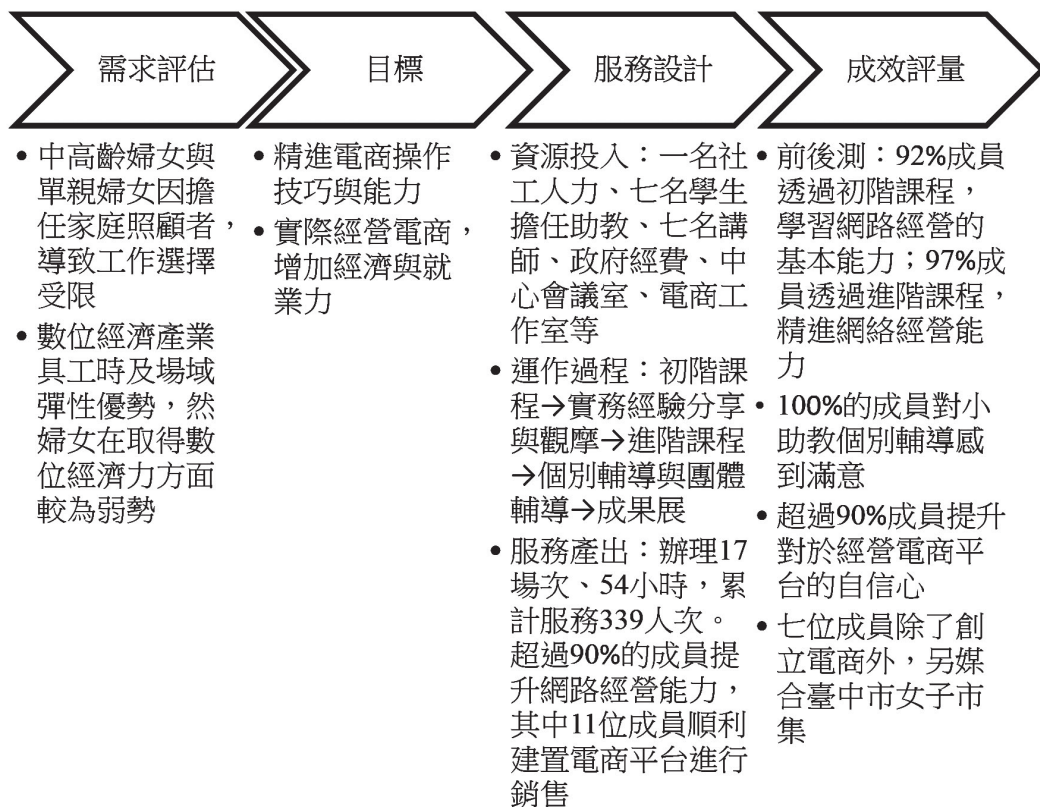 需求評估
目標
服務設計
成效評量
• 中高齡婦女與
單親婦女因擔
任家庭照顧者，
導致工作選擇
受限
• 數位經濟產業
具工時及場域
彈性優勢，然
婦女在取得數
位經濟力方面
較為弱勢
• 精進電商操作
技巧與能力
• 實際經營電商，
增加經濟與就
業力
• 資源投入：一名社
工人力、七名學生
擔任助教、七名講
師、政府經費、中
心會議室、電商工
作室等
• 運作過程：初階課
程→實務經驗分享
與觀摩→進階課程
→個別輔導與團體
輔導→成果展
• 服務產出：辦理17
場次、54小時，累
計服務339人次。
超過90%的成員提
升網路經營能力，
其中11位成員順利
建置電商平台進行
銷售
• 前後測：92%成員
透過初階課程，
學習網路經營的
基本能力；97%成
員透過進階課程，
精進網絡經營能
力
• 100%的成員對小
助教個別輔導感
到滿意
• 超過90%成員提升
對於經營電商平
台的自信心
• 七位成員除了創
立電商外，另媒
合臺中市女子市
集